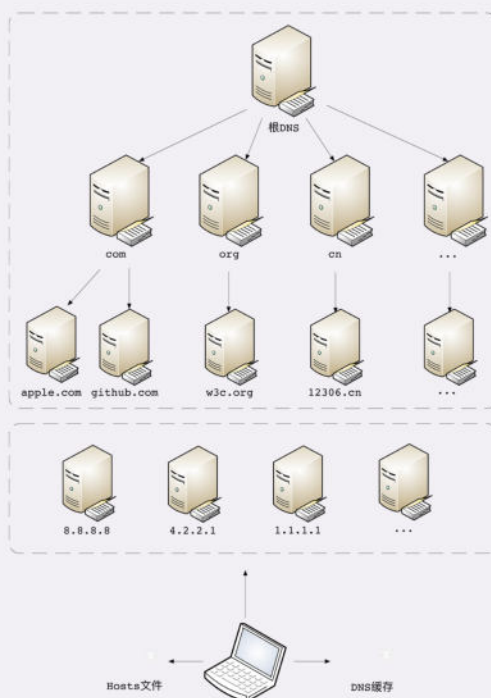 根DNS
com org cn ...
apple.com github.com w3c.org 12306.cn ...
8.8.8.8 4.2.2.1 1.1.1.1 ...
Hosts文件 DNS缓存